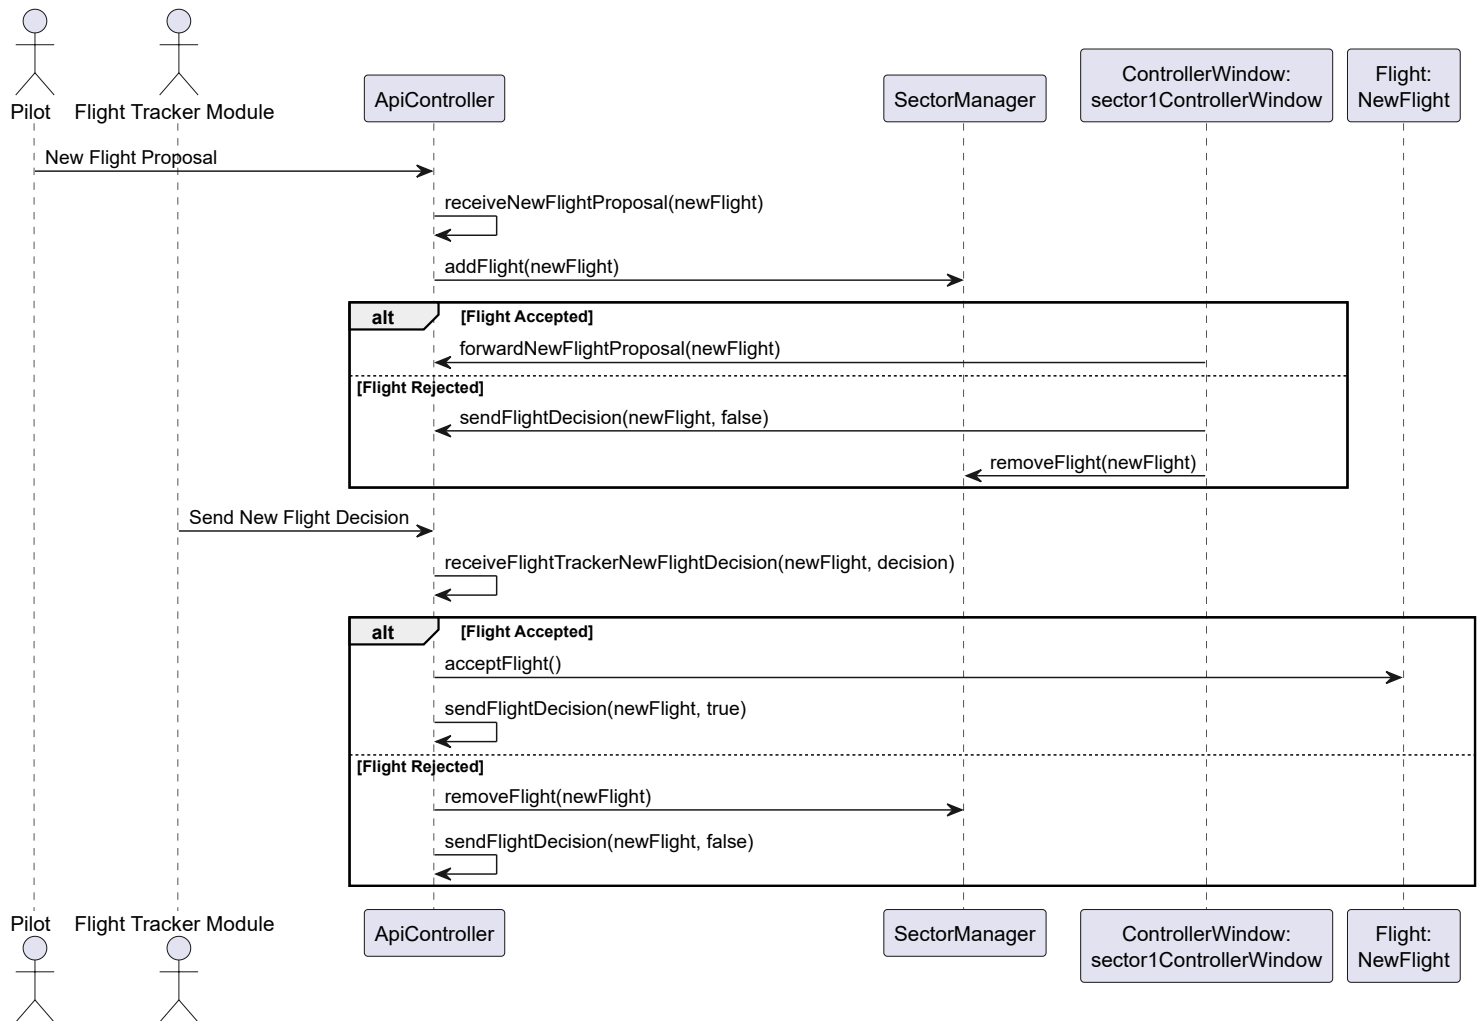 Pilot
Flight Tracker Module
ApiController
SectorManager
ControllerWindow:
sector1ControllerWindow
Flight:
NewFlight
New Flight Proposal
receiveNewFlightProposal(newFlight)
addFlight(newFlight)
alt
[Flight Accepted]
forwardNewFlightProposal(newFlight)
[Flight Rejected]
sendFlightDecision(newFlight, false)
removeFlight(newFlight)
Send New Flight Decision
receiveFlightTrackerNewFlightDecision(newFlight, decision)
alt
[Flight Accepted]
acceptFlight()
sendFlightDecision(newFlight, true)
[Flight Rejected]
removeFlight(newFlight)
sendFlightDecision(newFlight, false)
Pilot
Flight Tracker Module
ApiController
SectorManager
ControllerWindow:
sector1ControllerWindow
Flight:
NewFlight